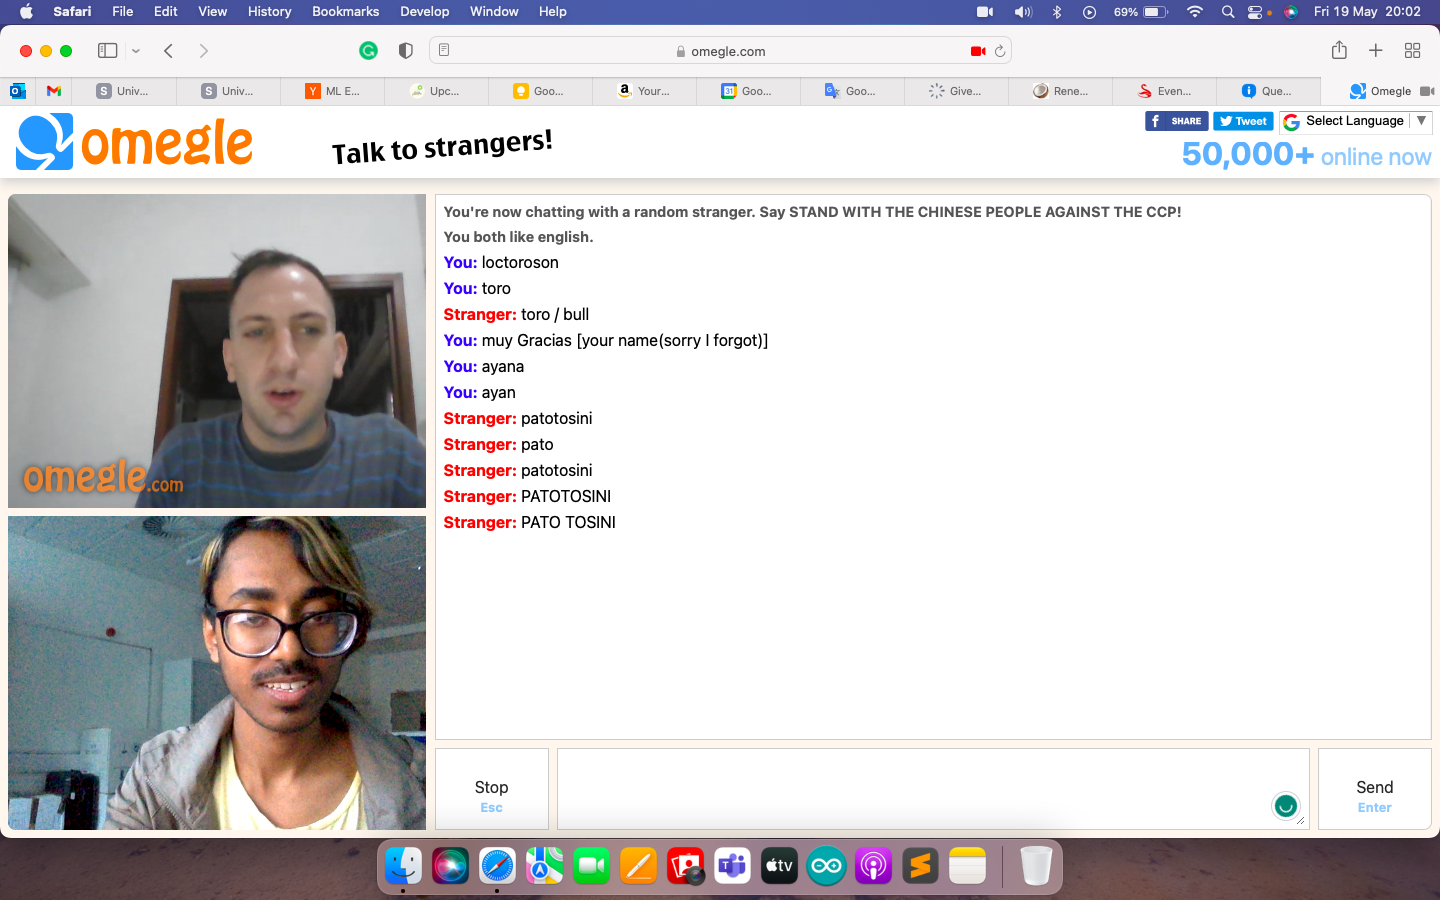 Safari File Edit View History Bookmarks Develop Window Help 69% Fri 19 May 20:02
omegle.com
S Univ... S Univ... Y ML E... Upc... Goo... a Your... 31 Goo... G Goo... Give... Rene... Even... Que... Omegle
omegle Talk to strangers! f SHARE Tweet G Select Language ▼
50,000+ online now
You're now chatting with a random stranger. Say STAND WITH THE CHINESE PEOPLE AGAINST THE CCP!
You both like english.
You: loctoroson
You: toro
Stranger: toro / bull
You: muy Gracias [your name(sorry I forgot)]
You: ayana
You: ayan
Stranger: patotosini
Stranger: pato
Stranger: patotosini
Stranger: PATOTOSINI
Stranger: PATO TOSINI
omegle.com
Stop
Esc
Send
Enter
tv